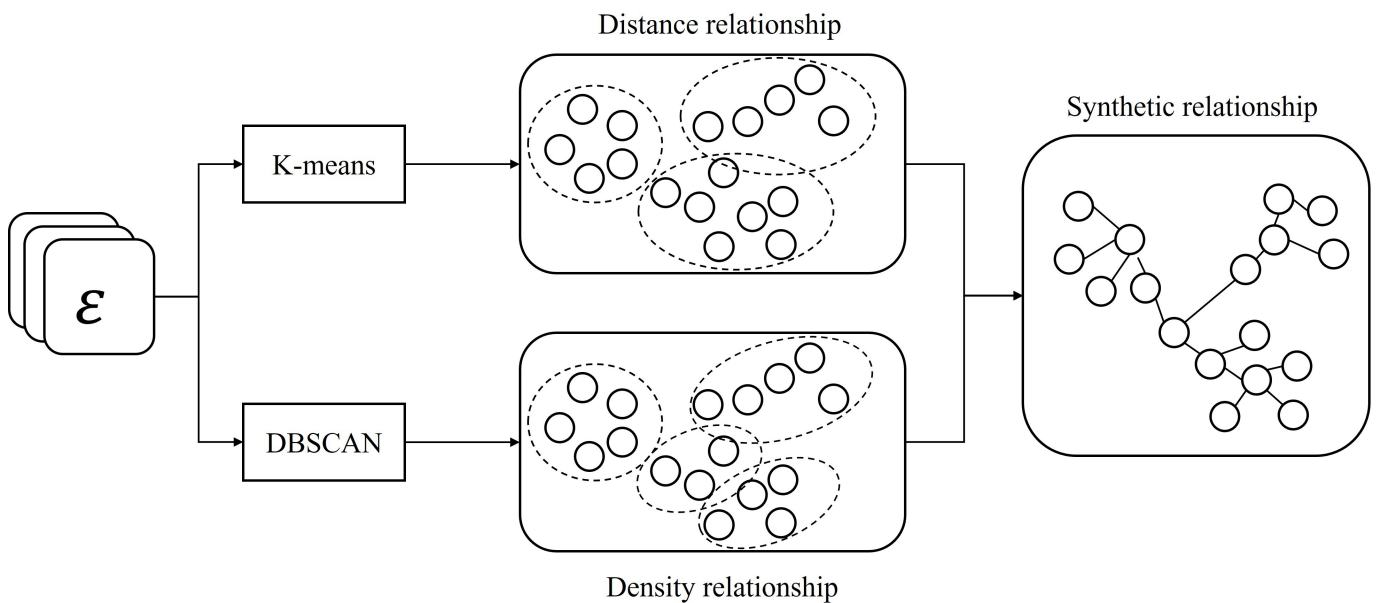 Distance relationship
Synthetic relationship
K-means
ε
DBSCAN
Density relationship